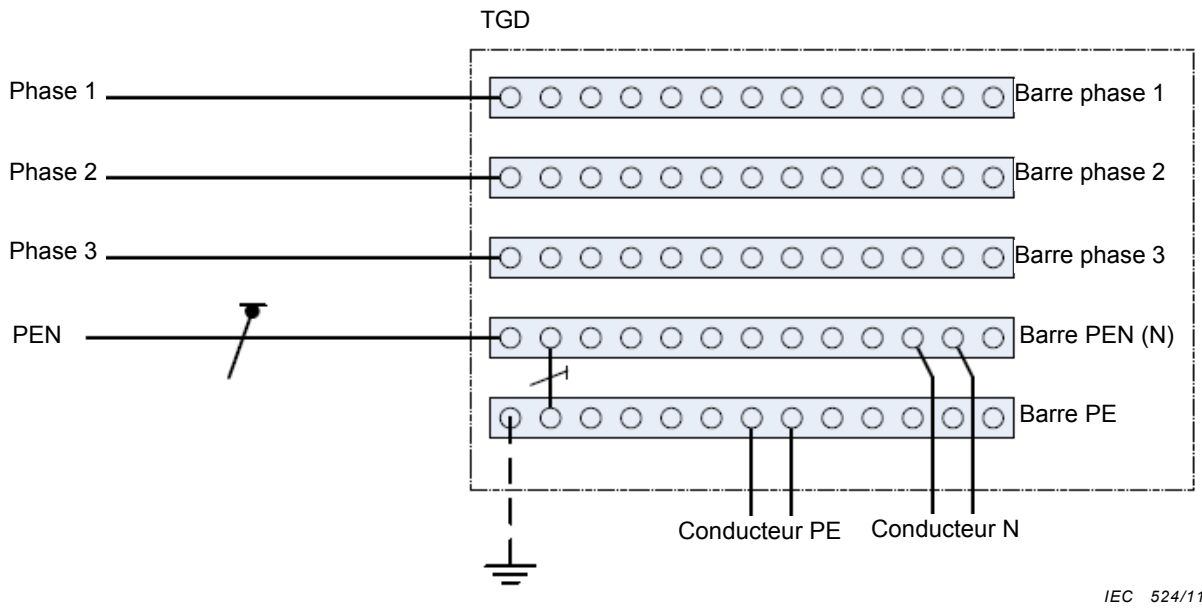 TGD
Phase 1
Barre phase 1
Phase 2
Barre phase 2
Phase 3
Barre phase 3
PEN
Barre PEN (N)
Barre PE
Conducteur PE
Conducteur N
IEC 524/11